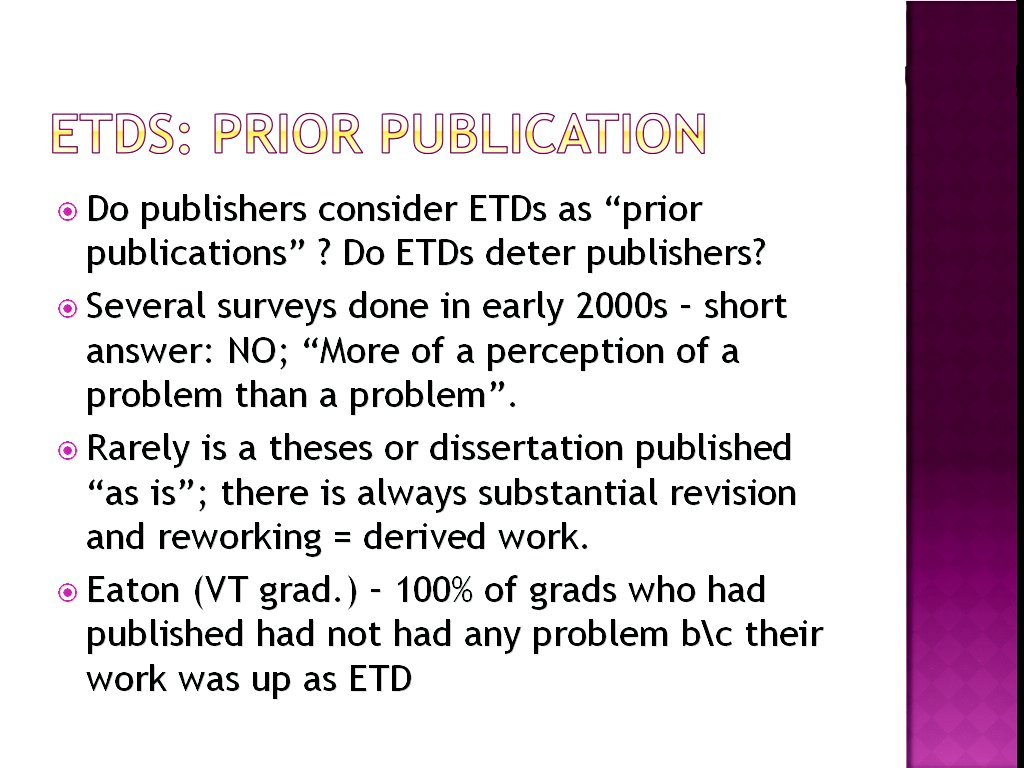 ETDS: PRIOR PUBLICATION
Do publishers consider ETDs as “prior
publications” ? Do ETDs deter publishers?
Several surveys done in early 2000s – short
answer: NO; “More of a perception of a
problem than a problem”.
Rarely is a theses or dissertation published
“as is”; there is always substantial revision
and reworking = derived work.
Eaton (VT grad.) – 100% of grads who had
published had not had any problem b\c their
work was up as ETD